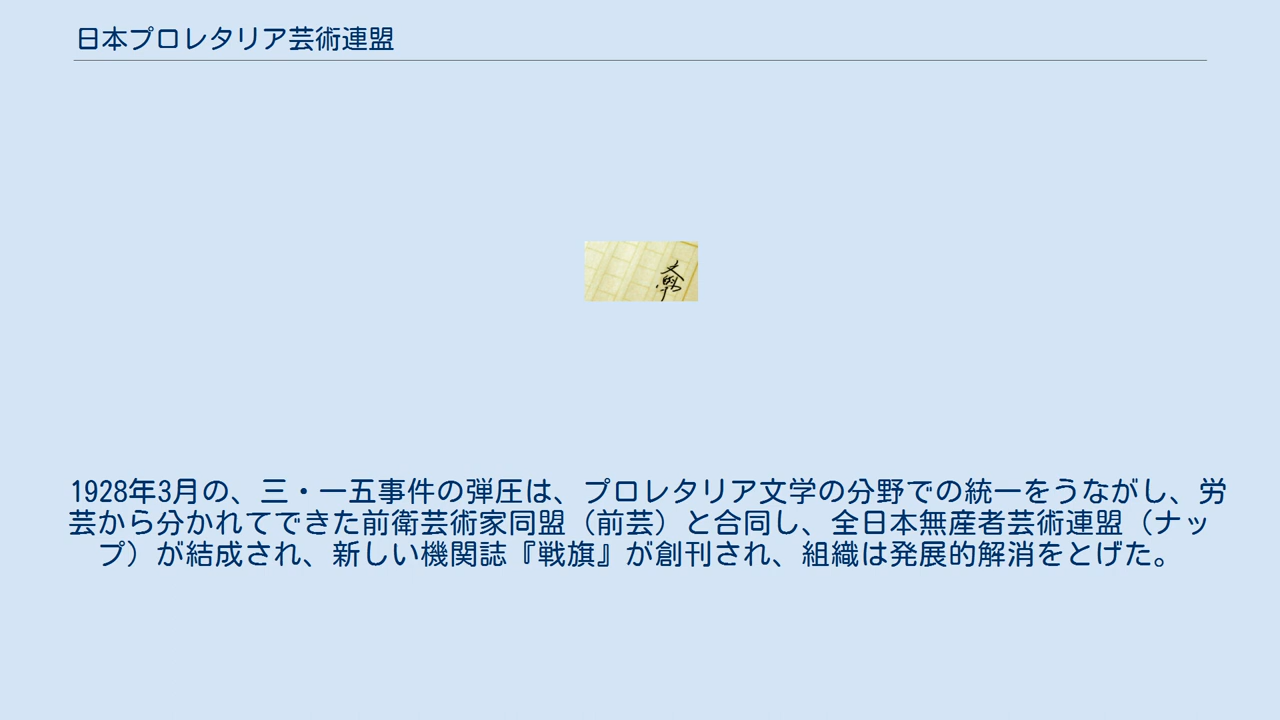 日本プロレタリア芸術連盟
1928年3月の、三・一五事件の弾圧は、プロレタリア文学の分野での統一をうながし、労
芸から分かれてできた前衛芸術家同盟（前芸）と合同し、全日本無産者芸術連盟（ナッ
プ）が結成され、新しい機関誌『戦旗』が創刊され、組織は発展的解消をとげた。